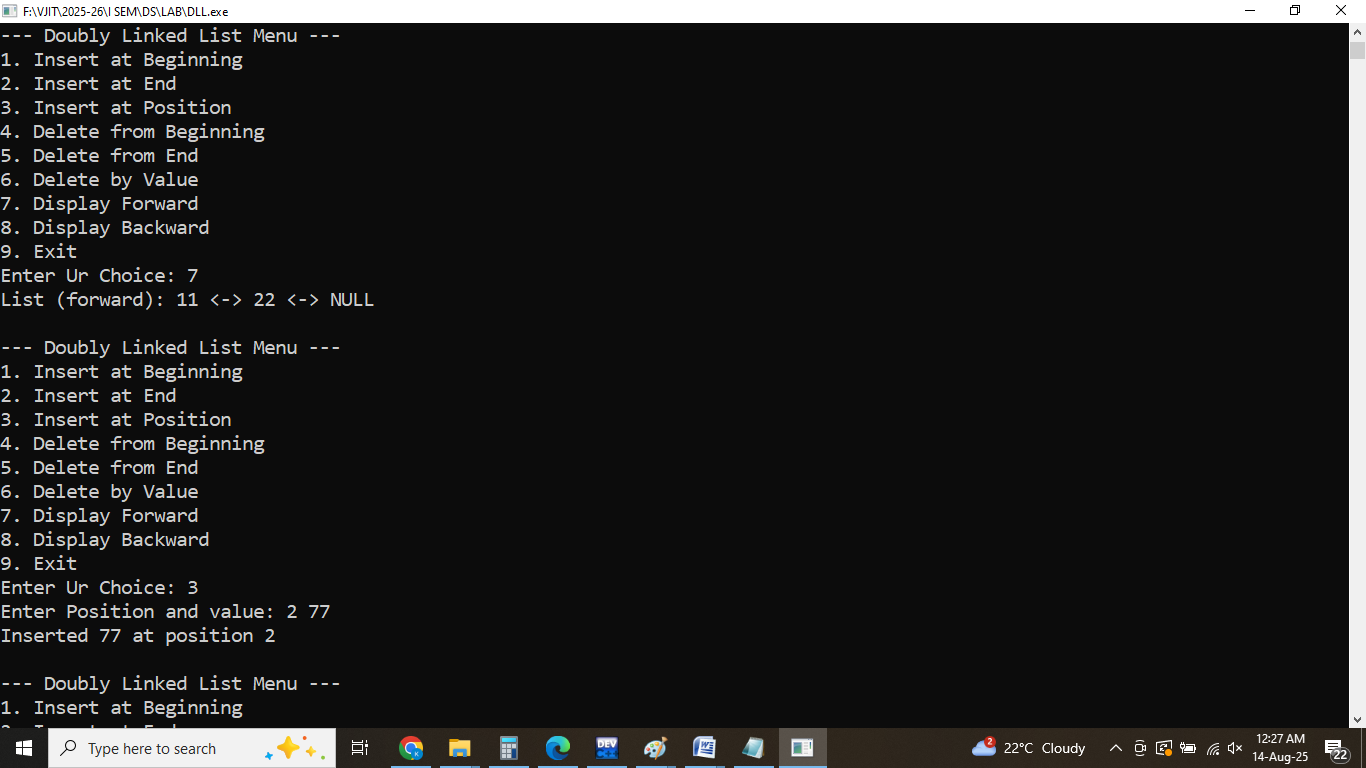 F:\VJIT\2025-26\I SEM\DS\LAB\DLL.exe
--- Doubly Linked List Menu ---
1. Insert at Beginning
2. Insert at End
3. Insert at Position
4. Delete from Beginning
5. Delete from End
6. Delete by Value
7. Display Forward
8. Display Backward
9. Exit
Enter Ur Choice: 7
List (forward): 11 <-> 22 <-> NULL
--- Doubly Linked List Menu ---
1. Insert at Beginning
2. Insert at End
3. Insert at Position
4. Delete from Beginning
5. Delete from End
6. Delete by Value
7. Display Forward
8. Display Backward
9. Exit
Enter Ur Choice: 3
Enter Position and value: 2 77
Inserted 77 at position 2
--- Doubly Linked List Menu ---
1. Insert at Beginning
Type here to search
DEV
2
22°C Cloudy
12:27 AM
14-Aug-25
22